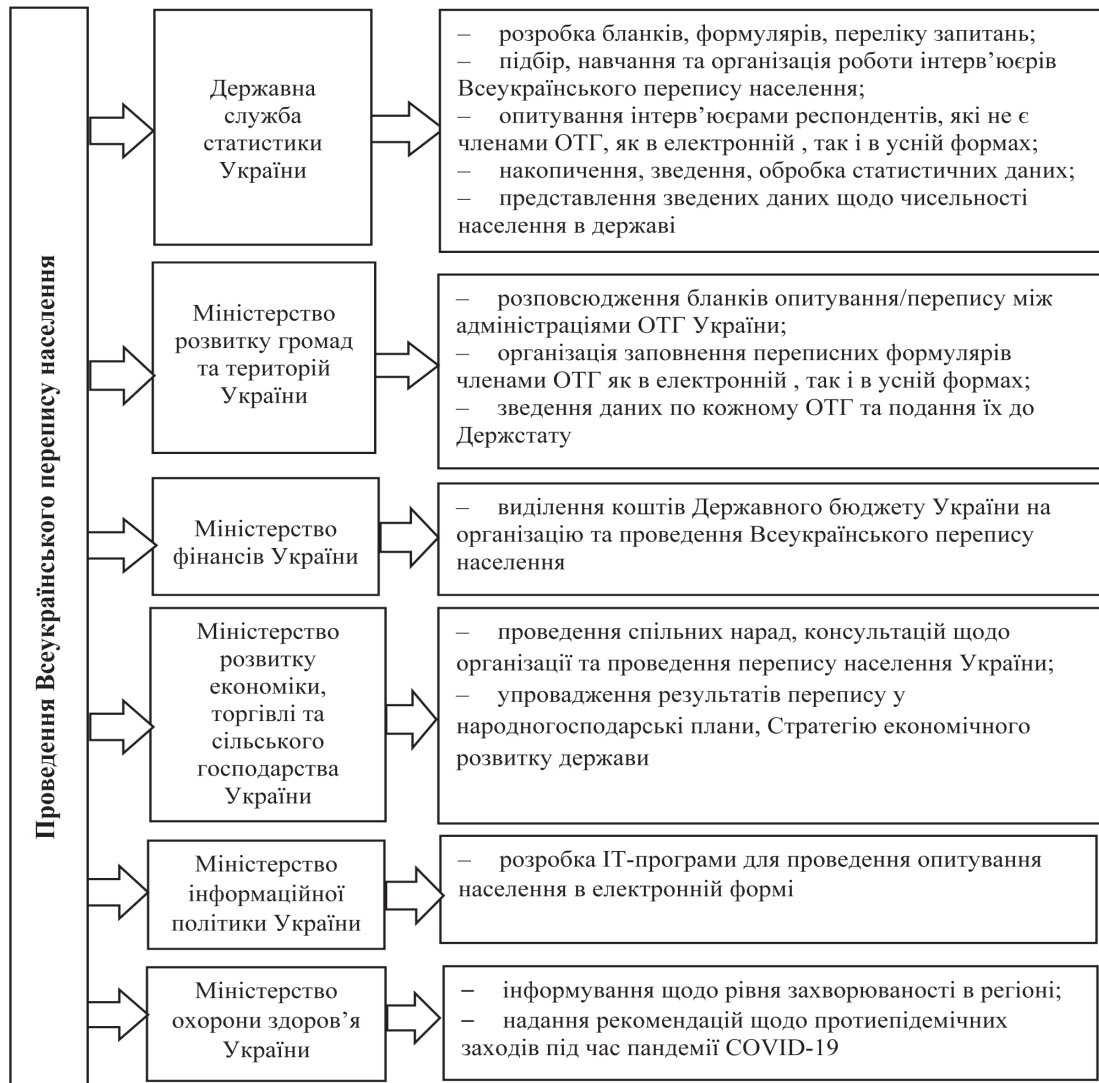 Проведення Всеукраїнського перепису населення
Державна
служба
статистики
України
– розробка бланків, формулярів, переліку запитань;
– підбір, навчання та організація роботи інтерв’юєрів
Всеукраїнського перепису населення;
– опитування інтерв’юєрами респондентів, які не є
членами ОТГ, як в електронній , так і в усній формах;
– накопичення, зведення, обробка статистичних даних;
– представлення зведених даних щодо чисельності
населення в державі
Міністерство
розвитку громад
та територій
України
– розповсюдження бланків опитування/перепису між
адміністраціями ОТГ України;
– організація заповнення переписних формулярів
членами ОТГ як в електронній , так і в усній формах;
– зведення даних по кожному ОТГ та подання їх до
Держстату
Міністерство
фінансів України
– виділення коштів Державного бюджету України на
організацію та проведення Всеукраїнського перепису
населення
Міністерство
розвитку
економіки,
торгівлі та
сільського
господарства
України
– проведення спільних нарад, консультацій щодо
організації та проведення перепису населення України;
– упровадження результатів перепису у
народногосподарські плани, Стратегію економічного
розвитку держави
Міністерство
інформаційної
політики України
– розробка ІТ-програми для проведення опитування
населення в електронній формі
Міністерство
охорони здоров’я
України
– інформування щодо рівня захворюваності в регіоні;
– надання рекомендацій щодо протиепідемічних
заходів під час пандемії COVID-19